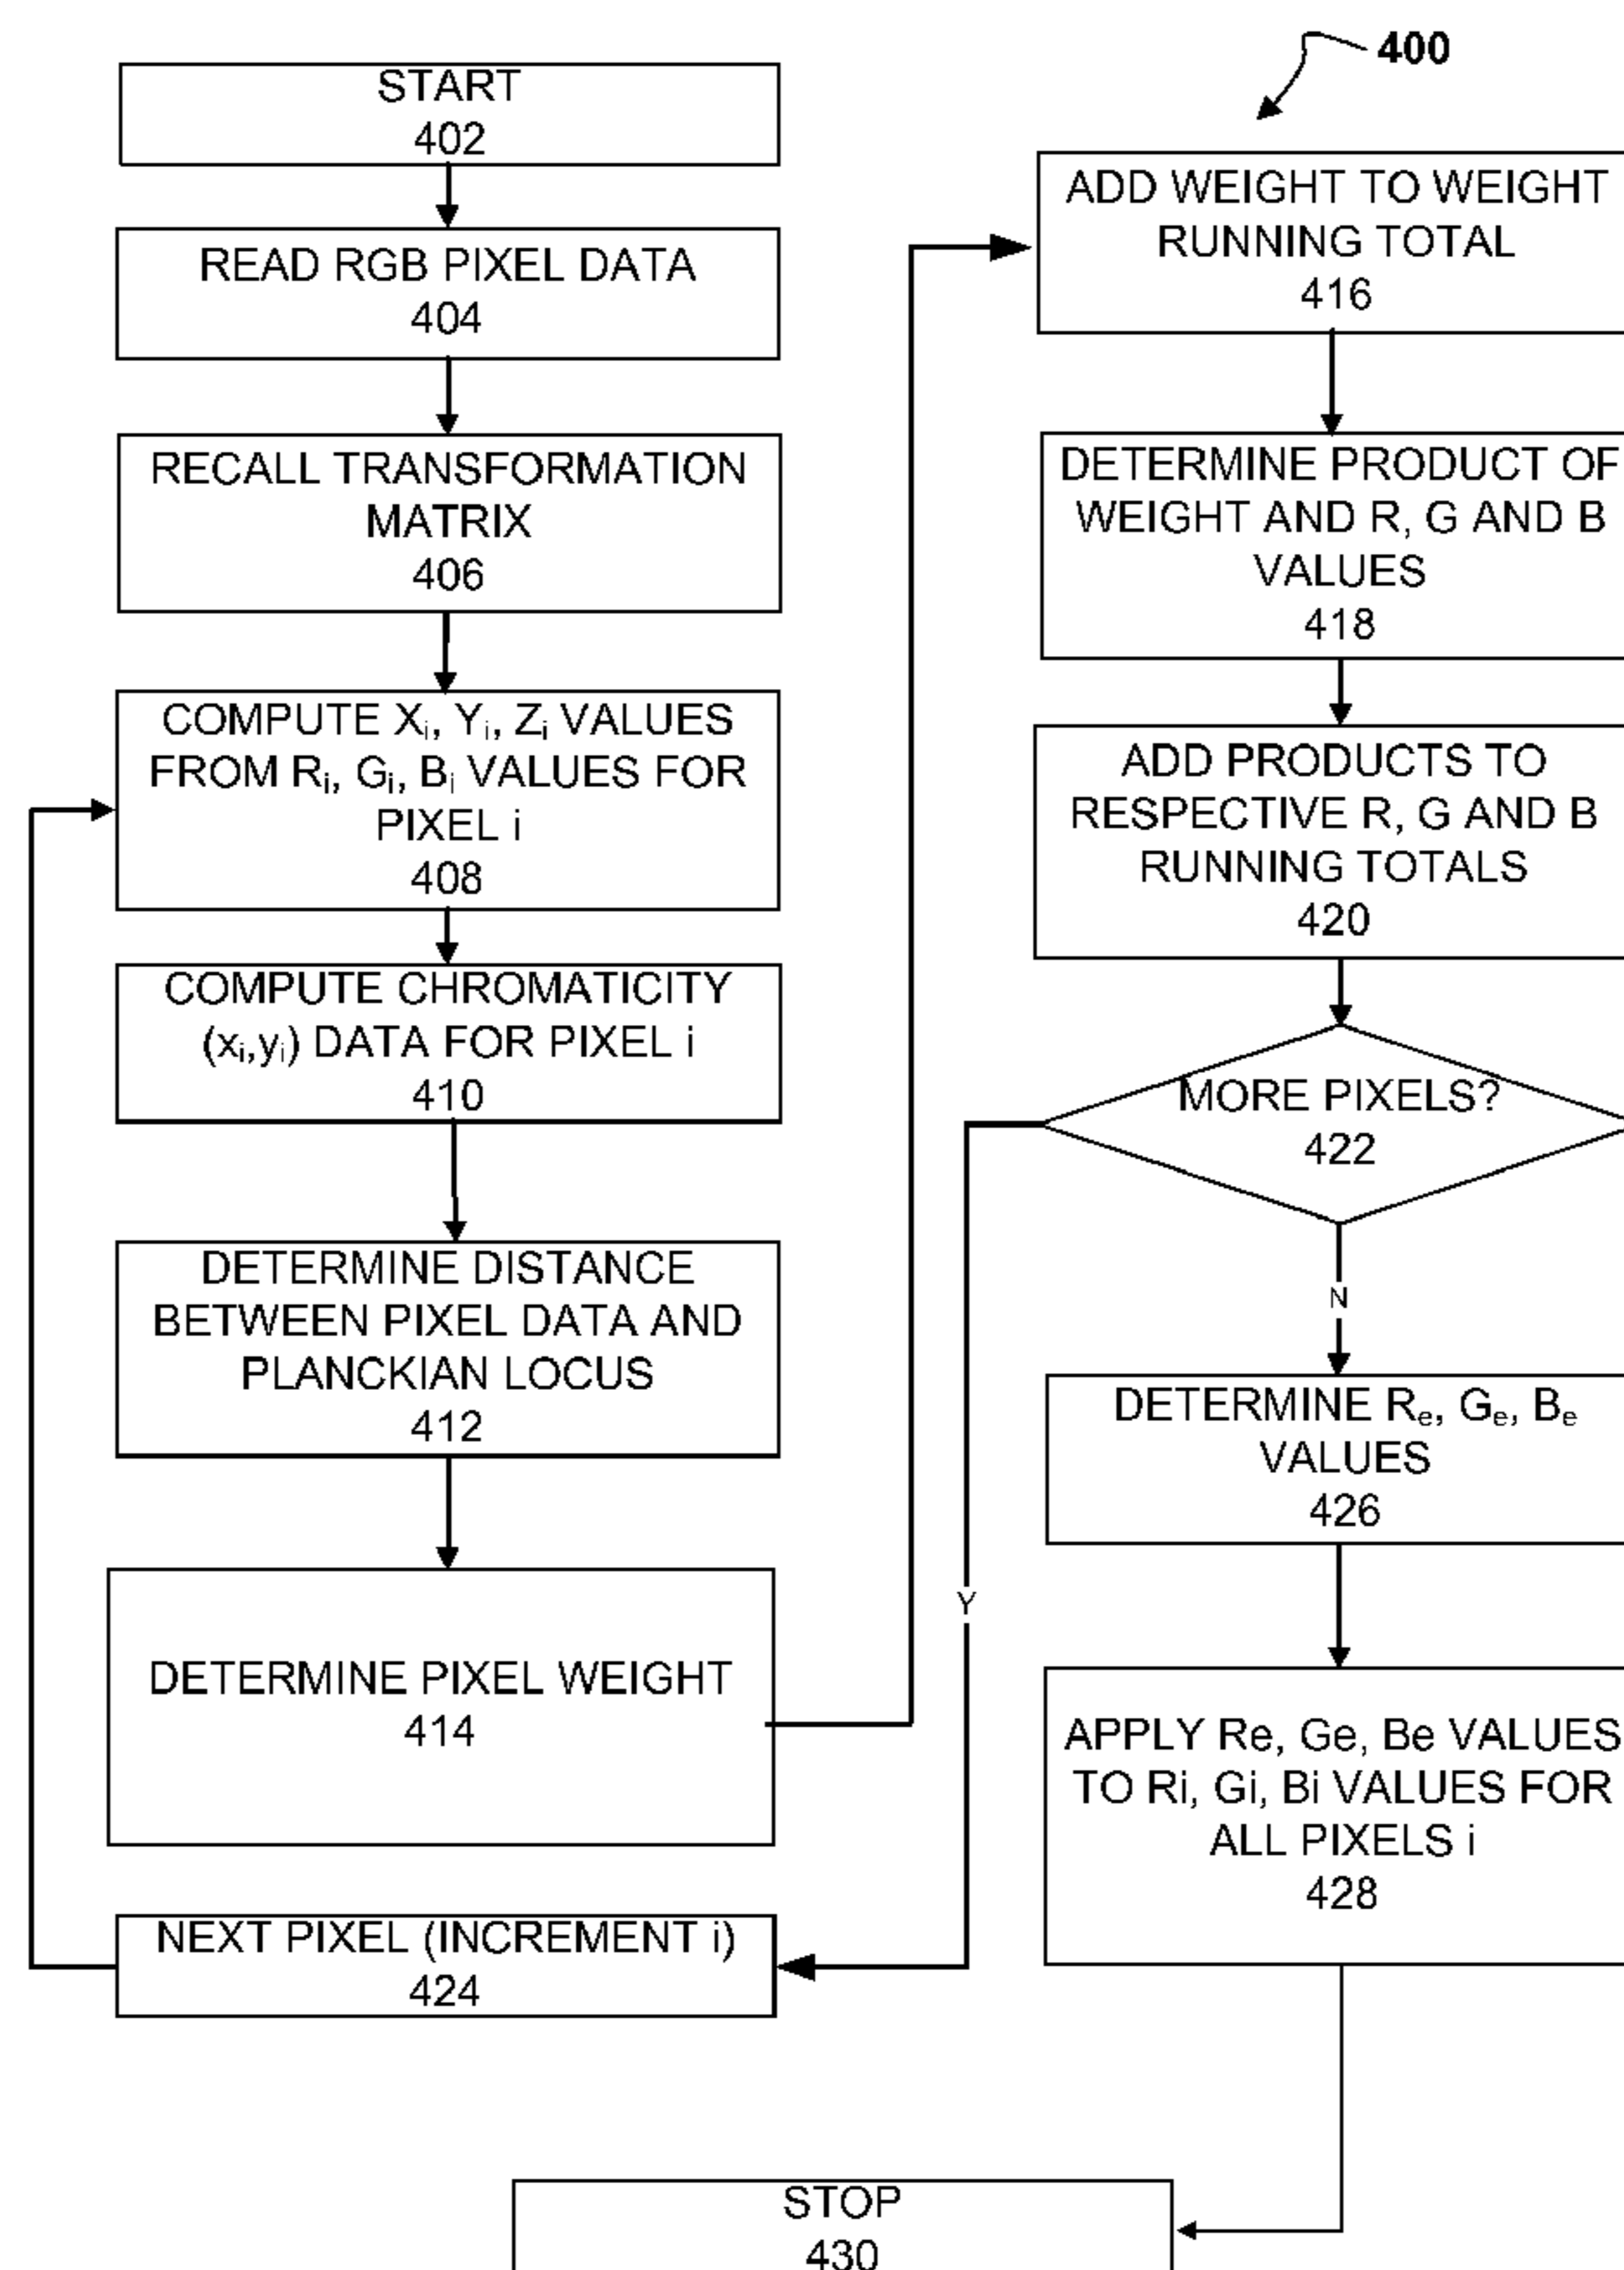 400
START
402
READ RGB PIXEL DATA
404
RECALL TRANSFORMATION
MATRIX
406
COMPUTE Xi, Yi, Zi VALUES
FROM Ri, Gi, Bi VALUES FOR
PIXEL i
408
COMPUTE CHROMATICITY
(xi,yi) DATA FOR PIXEL i
410
DETERMINE DISTANCE
BETWEEN PIXEL DATA AND
PLANCKIAN LOCUS
412
DETERMINE PIXEL WEIGHT
414
NEXT PIXEL (INCREMENT i)
424
ADD WEIGHT TO WEIGHT
RUNNING TOTAL
416
DETERMINE PRODUCT OF
WEIGHT AND R, G AND B
VALUES
418
ADD PRODUCTS TO
RESPECTIVE R, G AND B
RUNNING TOTALS
420
MORE PIXELS?
422
Y
N
DETERMINE Re, Ge, Be
VALUES
426
APPLY Re, Ge, Be VALUES
TO Ri, Gi, Bi VALUES FOR
ALL PIXELS i
428
STOP
430